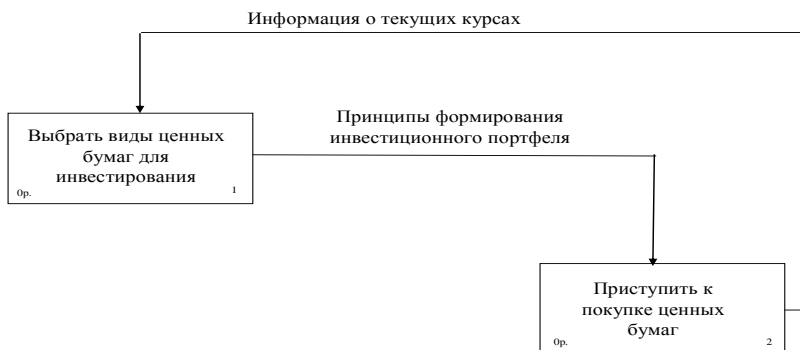 Информация о текущих курсах
Принципы формирования
инвестиционного портфеля
Выбрать виды ценных
бумаг для
инвестирования
0р.
1
Приступить к
покупке ценных
бумаг
0р.
2